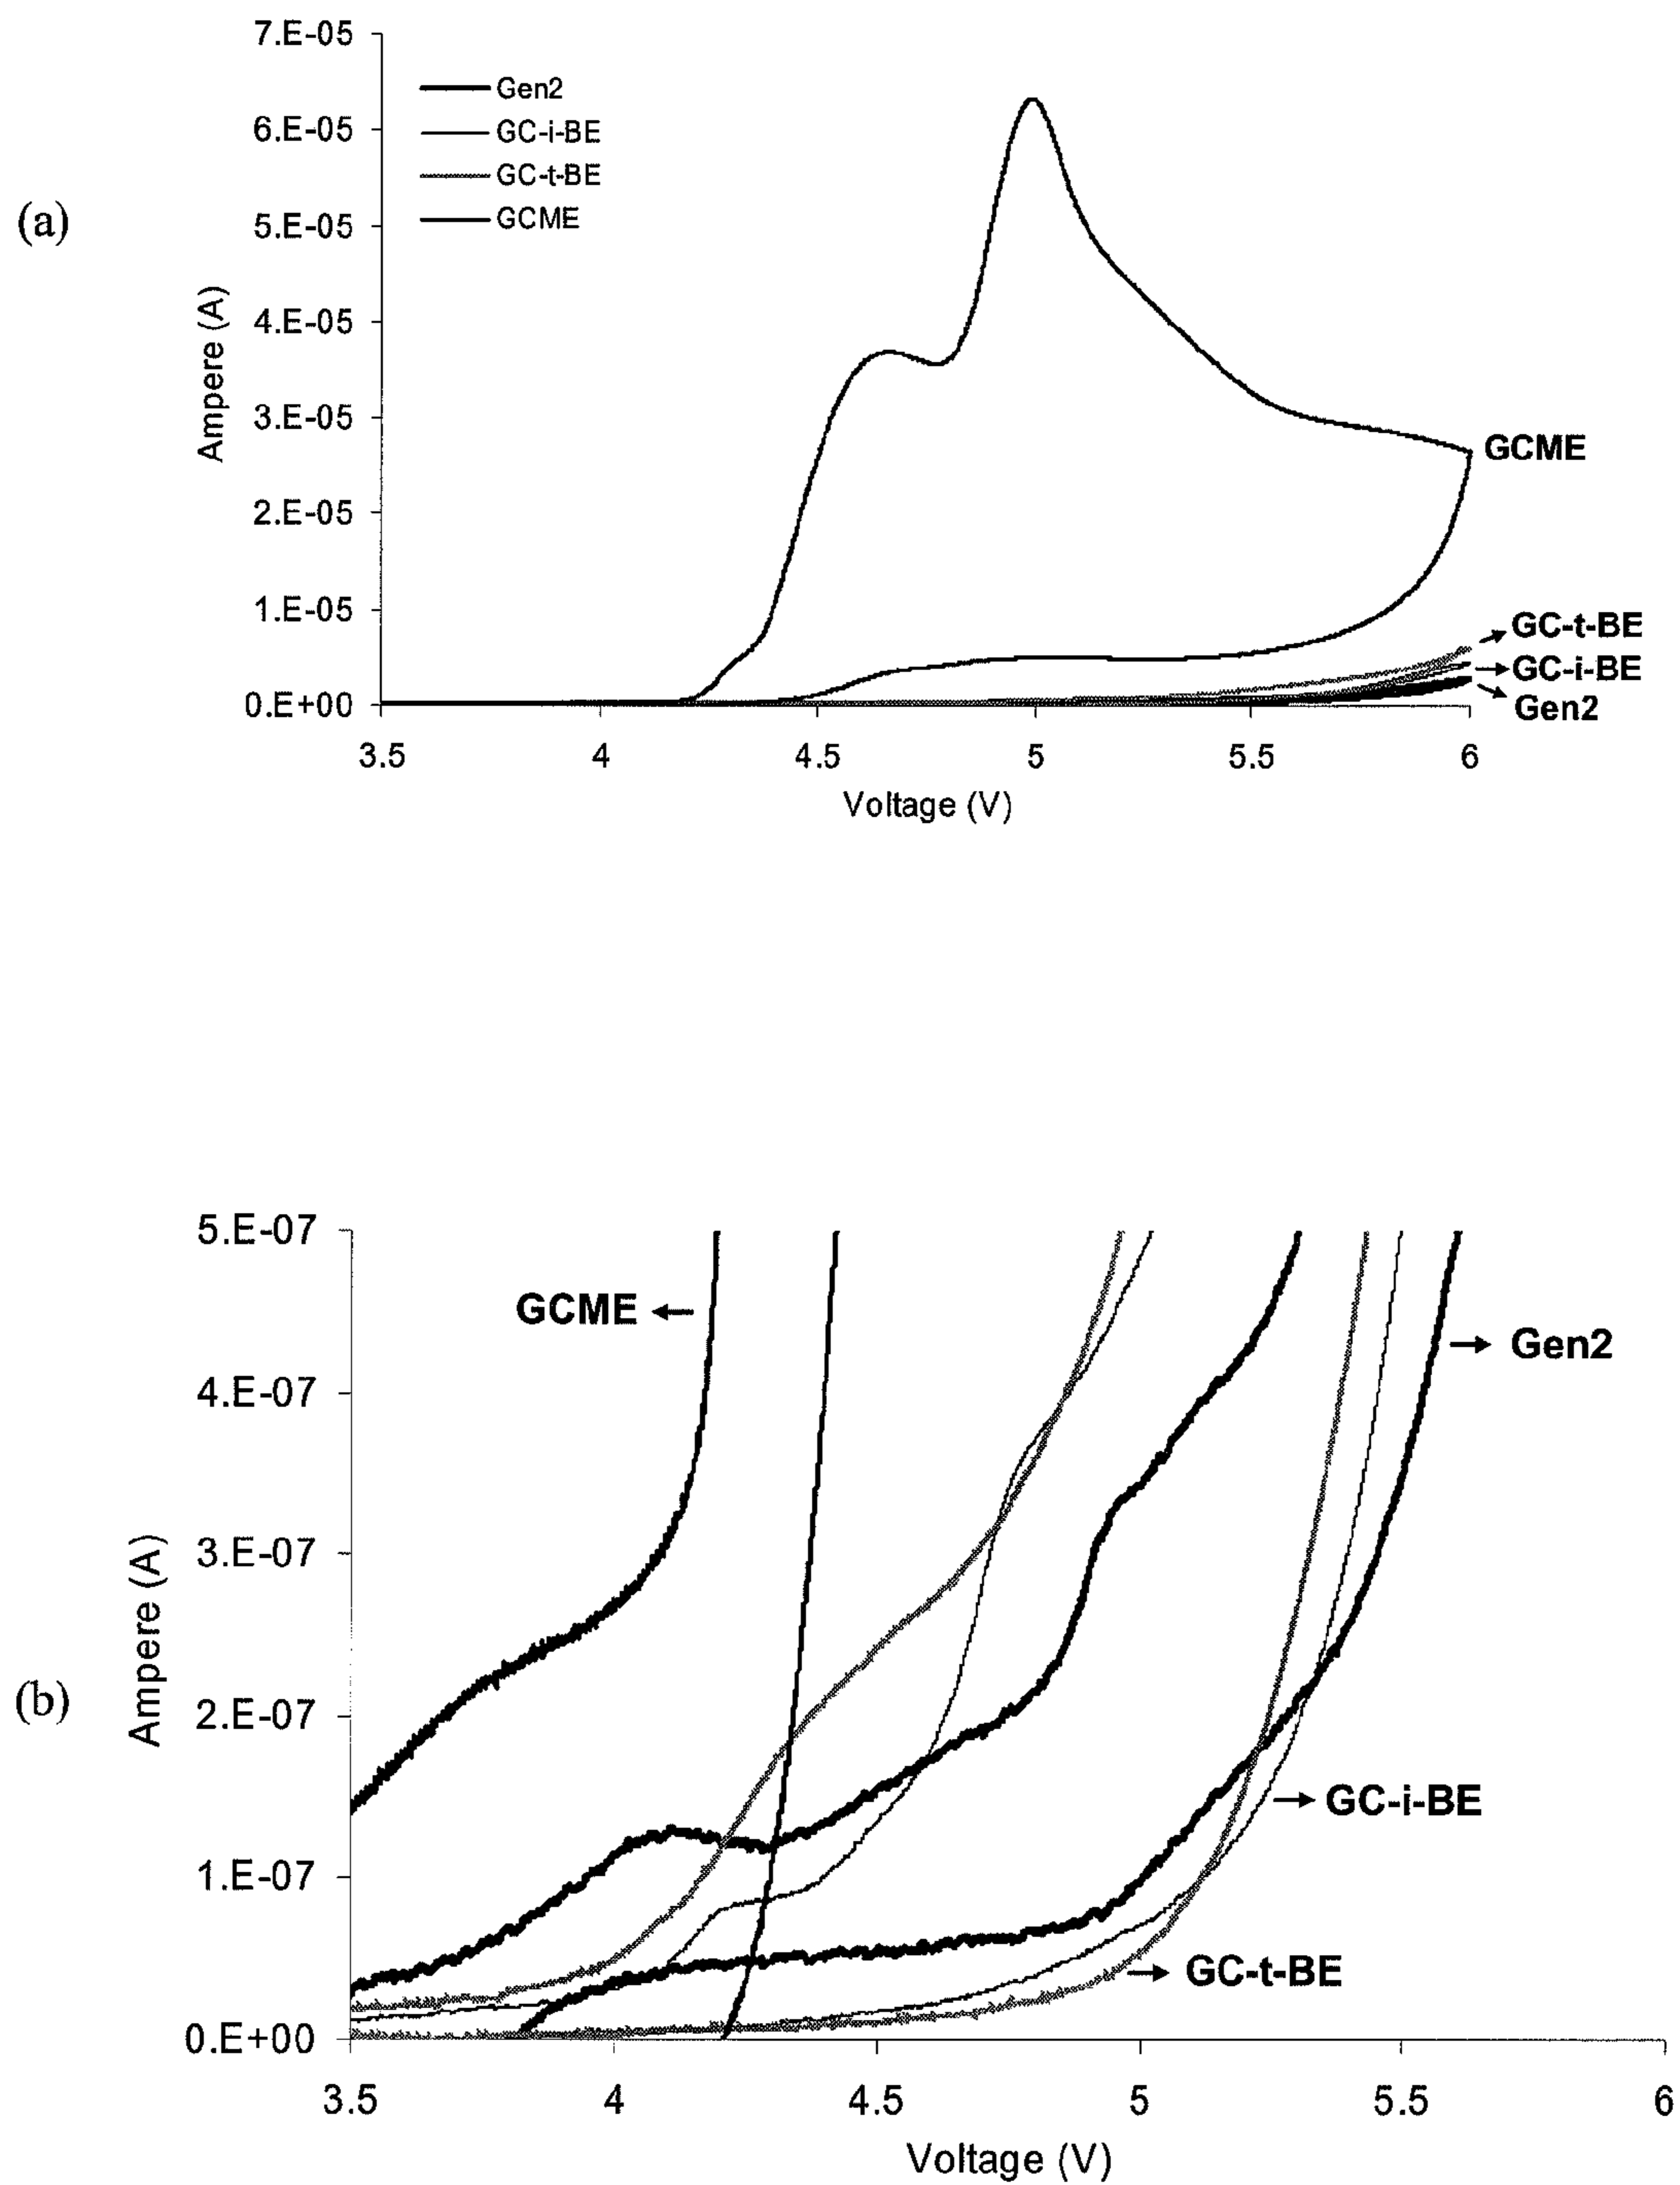 (a)
Ampere (A)
7.E-05
6.E-05
5.E-05
4.E-05
3.E-05
2.E-05
1.E-05
0.E+00
Gen2
GC-i-BE
GC-t-BE
GCME
GCME
GC-t-BE
GC-i-BE
Gen2
3.5 4 4.5 5 5.5 6
Voltage (V)
(b)
Ampere (A)
5.E-07
4.E-07
3.E-07
2.E-07
1.E-07
0.E+00
GCME
Gen2
GC-i-BE
GC-t-BE
3.5 4 4.5 5 5.5 6
Voltage (V)